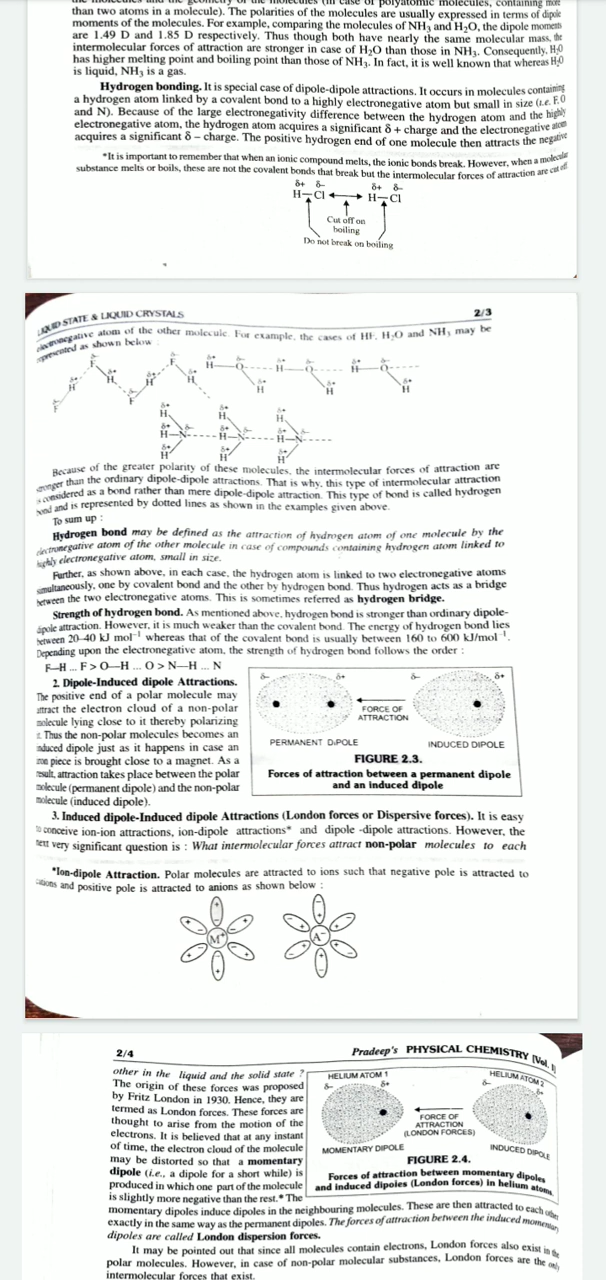 than two atoms in a molecule). The polarities of the molecules are usually expressed in terms of dipole
moments of the molecules. For example, comparing the molecules of NH₃ and H₂O, the dipole moments
are 1.49 D and 1.85 D respectively. Thus though both have nearly the same molecular mass, the
intermolecular forces of attraction are stronger in case of H₂O than those in NH₃. Consequently, H₂O
has higher melting point and boiling point than those of NH₃. In fact, it is well known that whereas H₂O
is liquid, NH₃ is a gas.
Hydrogen bonding. It is special case of dipole-dipole attractions. It occurs in molecules containing
a hydrogen atom linked by a covalent bond to a highly electronegative atom but small in size (i.e. F, O
and N). Because of the large electronegativity difference between the hydrogen atom and the highly
electronegative atom, the hydrogen atom acquires a significant δ + charge and the electronegative atom
acquires a significant δ – charge. The positive hydrogen end of one molecule then attracts the negative
*It is important to remember that when an ionic compound melts, the ionic bonds break. However, when a molecular
substance melts or boils, these are not the covalent bonds that break but the intermolecular forces of attraction are cut off
δ+ δ- δ+ δ-
H—Cl ⟷ H—Cl
Cut off on
boiling
Do not break on boiling
LIQUID STATE & LIQUID CRYSTALS 2/3
electronegative atom of the other molecule. For example, the cases of HF, H₂O and NH₃ may be
represented as shown below
Because of the greater polarity of these molecules, the intermolecular forces of attraction are
stronger than the ordinary dipole-dipole attractions. That is why, this type of intermolecular attraction
is considered as a bond rather than mere dipole-dipole attraction. This type of bond is called hydrogen
bond and is represented by dotted lines as shown in the examples given above.
To sum up :
Hydrogen bond may be defined as the attraction of hydrogen atom of one molecule by the
electronegative atom of the other molecule in case of compounds containing hydrogen atom linked to
highly electronegative atom, small in size.
Further, as shown above, in each case, the hydrogen atom is linked to two electronegative atoms
simultaneously, one by covalent bond and the other by hydrogen bond. Thus hydrogen acts as a bridge
between the two electronegative atoms. This is sometimes referred as hydrogen bridge.
Strength of hydrogen bond. As mentioned above, hydrogen bond is stronger than ordinary dipole-
dipole attraction. However, it is much weaker than the covalent bond. The energy of hydrogen bond lies
between 20–40 kJ mol⁻¹ whereas that of the covalent bond is usually between 160 to 600 kJ/mol⁻¹.
Depending upon the electronegative atom, the strength of hydrogen bond follows the order :
F—H ... F > O—H ... O > N—H ... N
2. Dipole-Induced dipole Attractions.
The positive end of a polar molecule may
attract the electron cloud of a non-polar
molecule lying close to it thereby polarizing
it. Thus the non-polar molecules becomes an
induced dipole just as it happens in case an
iron piece is brought close to a magnet. As a
result, attraction takes place between the polar
molecule (permanent dipole) and the non-polar
molecule (induced dipole).
δ- δ+ δ- δ+
FORCE OF
ATTRACTION
PERMANENT DIPOLE INDUCED DIPOLE
FIGURE 2.3.
Forces of attraction between a permanent dipole
and an induced dipole
3. Induced dipole-Induced dipole Attractions (London forces or Dispersive forces). It is easy
to conceive ion-ion attractions, ion-dipole attractions* and dipole -dipole attractions. However, the
next very significant question is : What intermolecular forces attract non-polar molecules to each
*Ion-dipole Attraction. Polar molecules are attracted to ions such that negative pole is attracted to
cations and positive pole is attracted to anions as shown below :
M⁺ A⁻
2/4 Pradeep's PHYSICAL CHEMISTRY [Vol. I]
other in the liquid and the solid state ?
The origin of these forces was proposed
by Fritz London in 1930. Hence, they are
termed as London forces. These forces are
thought to arise from the motion of the
electrons. It is believed that at any instant
of time, the electron cloud of the molecule
may be distorted so that a momentary
dipole (i.e., a dipole for a short while) is
produced in which one part of the molecule
is slightly more negative than the rest.* The
HELIUM ATOM 1 HELIUM ATOM 2
δ- δ+ δ- δ+
FORCE OF
ATTRACTION
(LONDON FORCES)
MOMENTARY DIPOLE INDUCED DIPOLE
FIGURE 2.4.
Forces of attraction between momentary dipoles
and induced dipoles (London forces) in helium atoms
momentary dipoles induce dipoles in the neighbouring molecules. These are then attracted to each other
exactly in the same way as the permanent dipoles. The forces of attraction between the induced momentary
dipoles are called London dispersion forces.
It may be pointed out that since all molecules contain electrons, London forces also exist in the
polar molecules. However, in case of non-polar molecular substances, London forces are the only
intermolecular forces that exist.